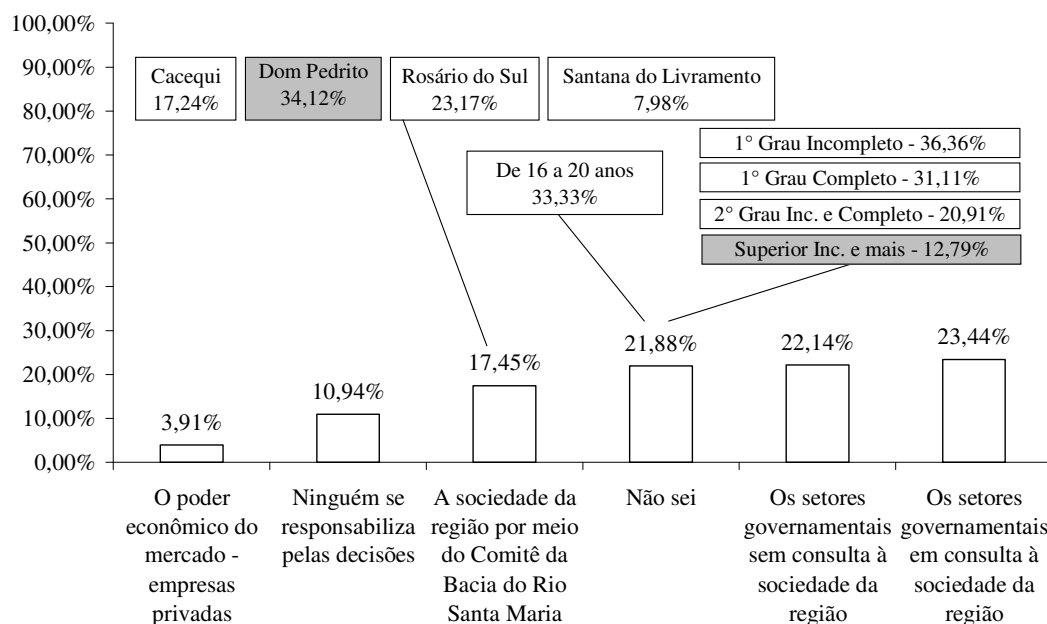 100,00%
90,00%
80,00%
70,00%
60,00%
50,00%
40,00%
30,00%
20,00%
10,00%
0,00%
Cacequi
17,24%
Dom Pedrito
34,12%
Rosário do Sul
23,17%
Santana do Livramento
7,98%
De 16 a 20 anos
33,33%
1° Grau Incompleto - 36,36%
1° Grau Completo - 31,11%
2° Grau Inc. e Completo - 20,91%
Superior Inc. e mais - 12,79%
3,91%
10,94%
17,45%
21,88%
22,14%
23,44%
O poder
econômico do
mercado -
empresas
privadas
Ninguém se
responsabiliza
pelas decisões
A sociedade da
região por meio
do Comitê da
Bacia do Rio
Santa Maria
Não sei
Os setores
governamentais
sem consulta à
sociedade da
região
Os setores
governamentais
em consulta à
sociedade da
região